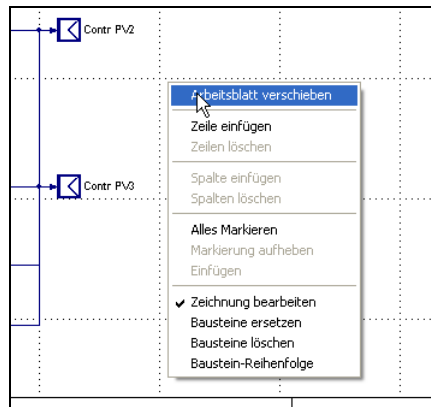 Contr PV2
Arbeitsblatt verschieben
Zeile einfügen
Zeilen löschen
Spalte einfügen
Contr PV3
Spalten löschen
Alles Markieren
Markierung aufheben
Einfügen
Zeichnung bearbeiten
Bausteine ersetzen
Bausteine löschen
Baustein-Reihenfolge